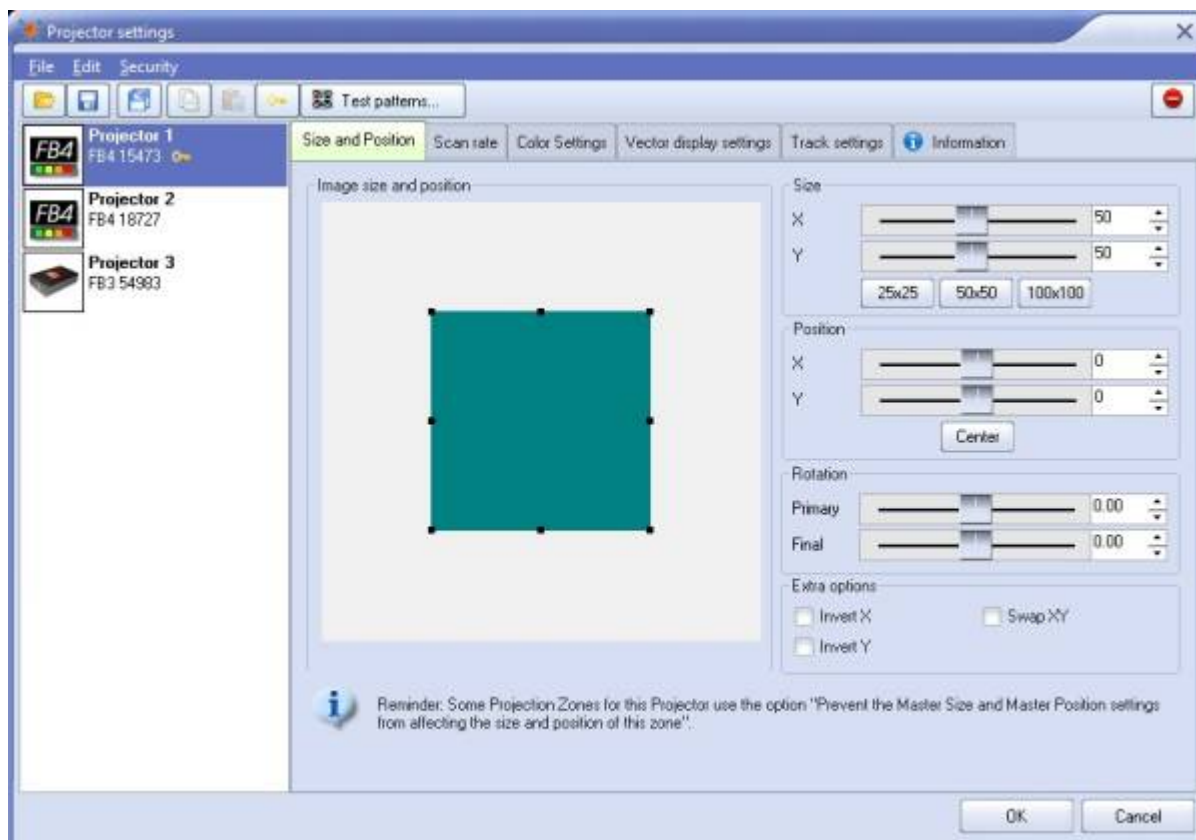 Projector settings
File Edit Security
Test patterns...
FB4
Projector 1
FB4 15473
FB4
Projector 2
FB4 18727
Projector 3
FB3 54983
Size and Position Scan rate Color Settings Vector display settings Track settings Information
Image size and position
Size
X 50
Y 50
25x25 50x50 100x100
Position
X 0
Y 0
Center
Rotation
Primary 0.00
Final 0.00
Extra options
Invert X Swap XY
Invert Y
Reminder: Some Projection Zones for this Projector use the option "Prevent the Master Size and Master Position settings
from affecting the size and position of this zone".
OK Cancel